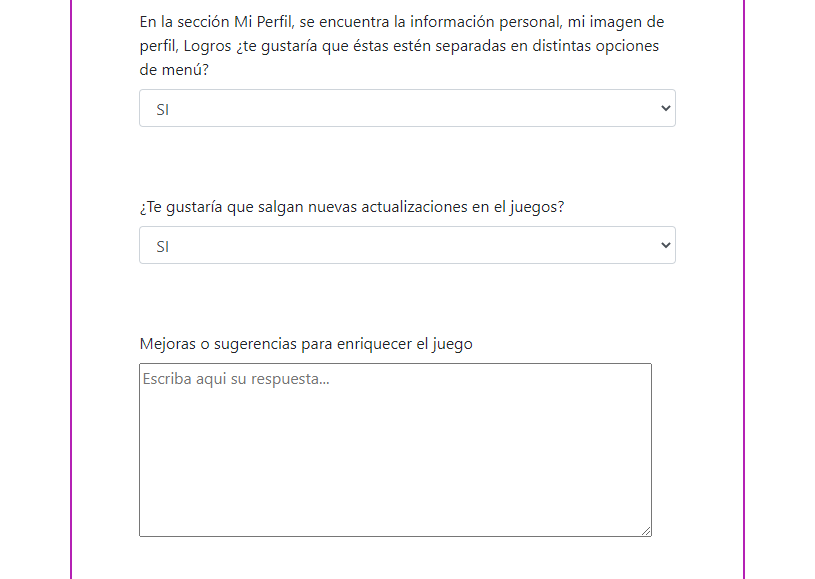 En la sección Mi Perfil, se encuentra la información personal, mi imagen de
perfil, Logros ¿te gustaría que éstas estén separadas en distintas opciones
de menú?
SI
¿Te gustaría que salgan nuevas actualizaciones en el juegos?
SI
Mejoras o sugerencias para enriquecer el juego
Escriba aqui su respuesta...